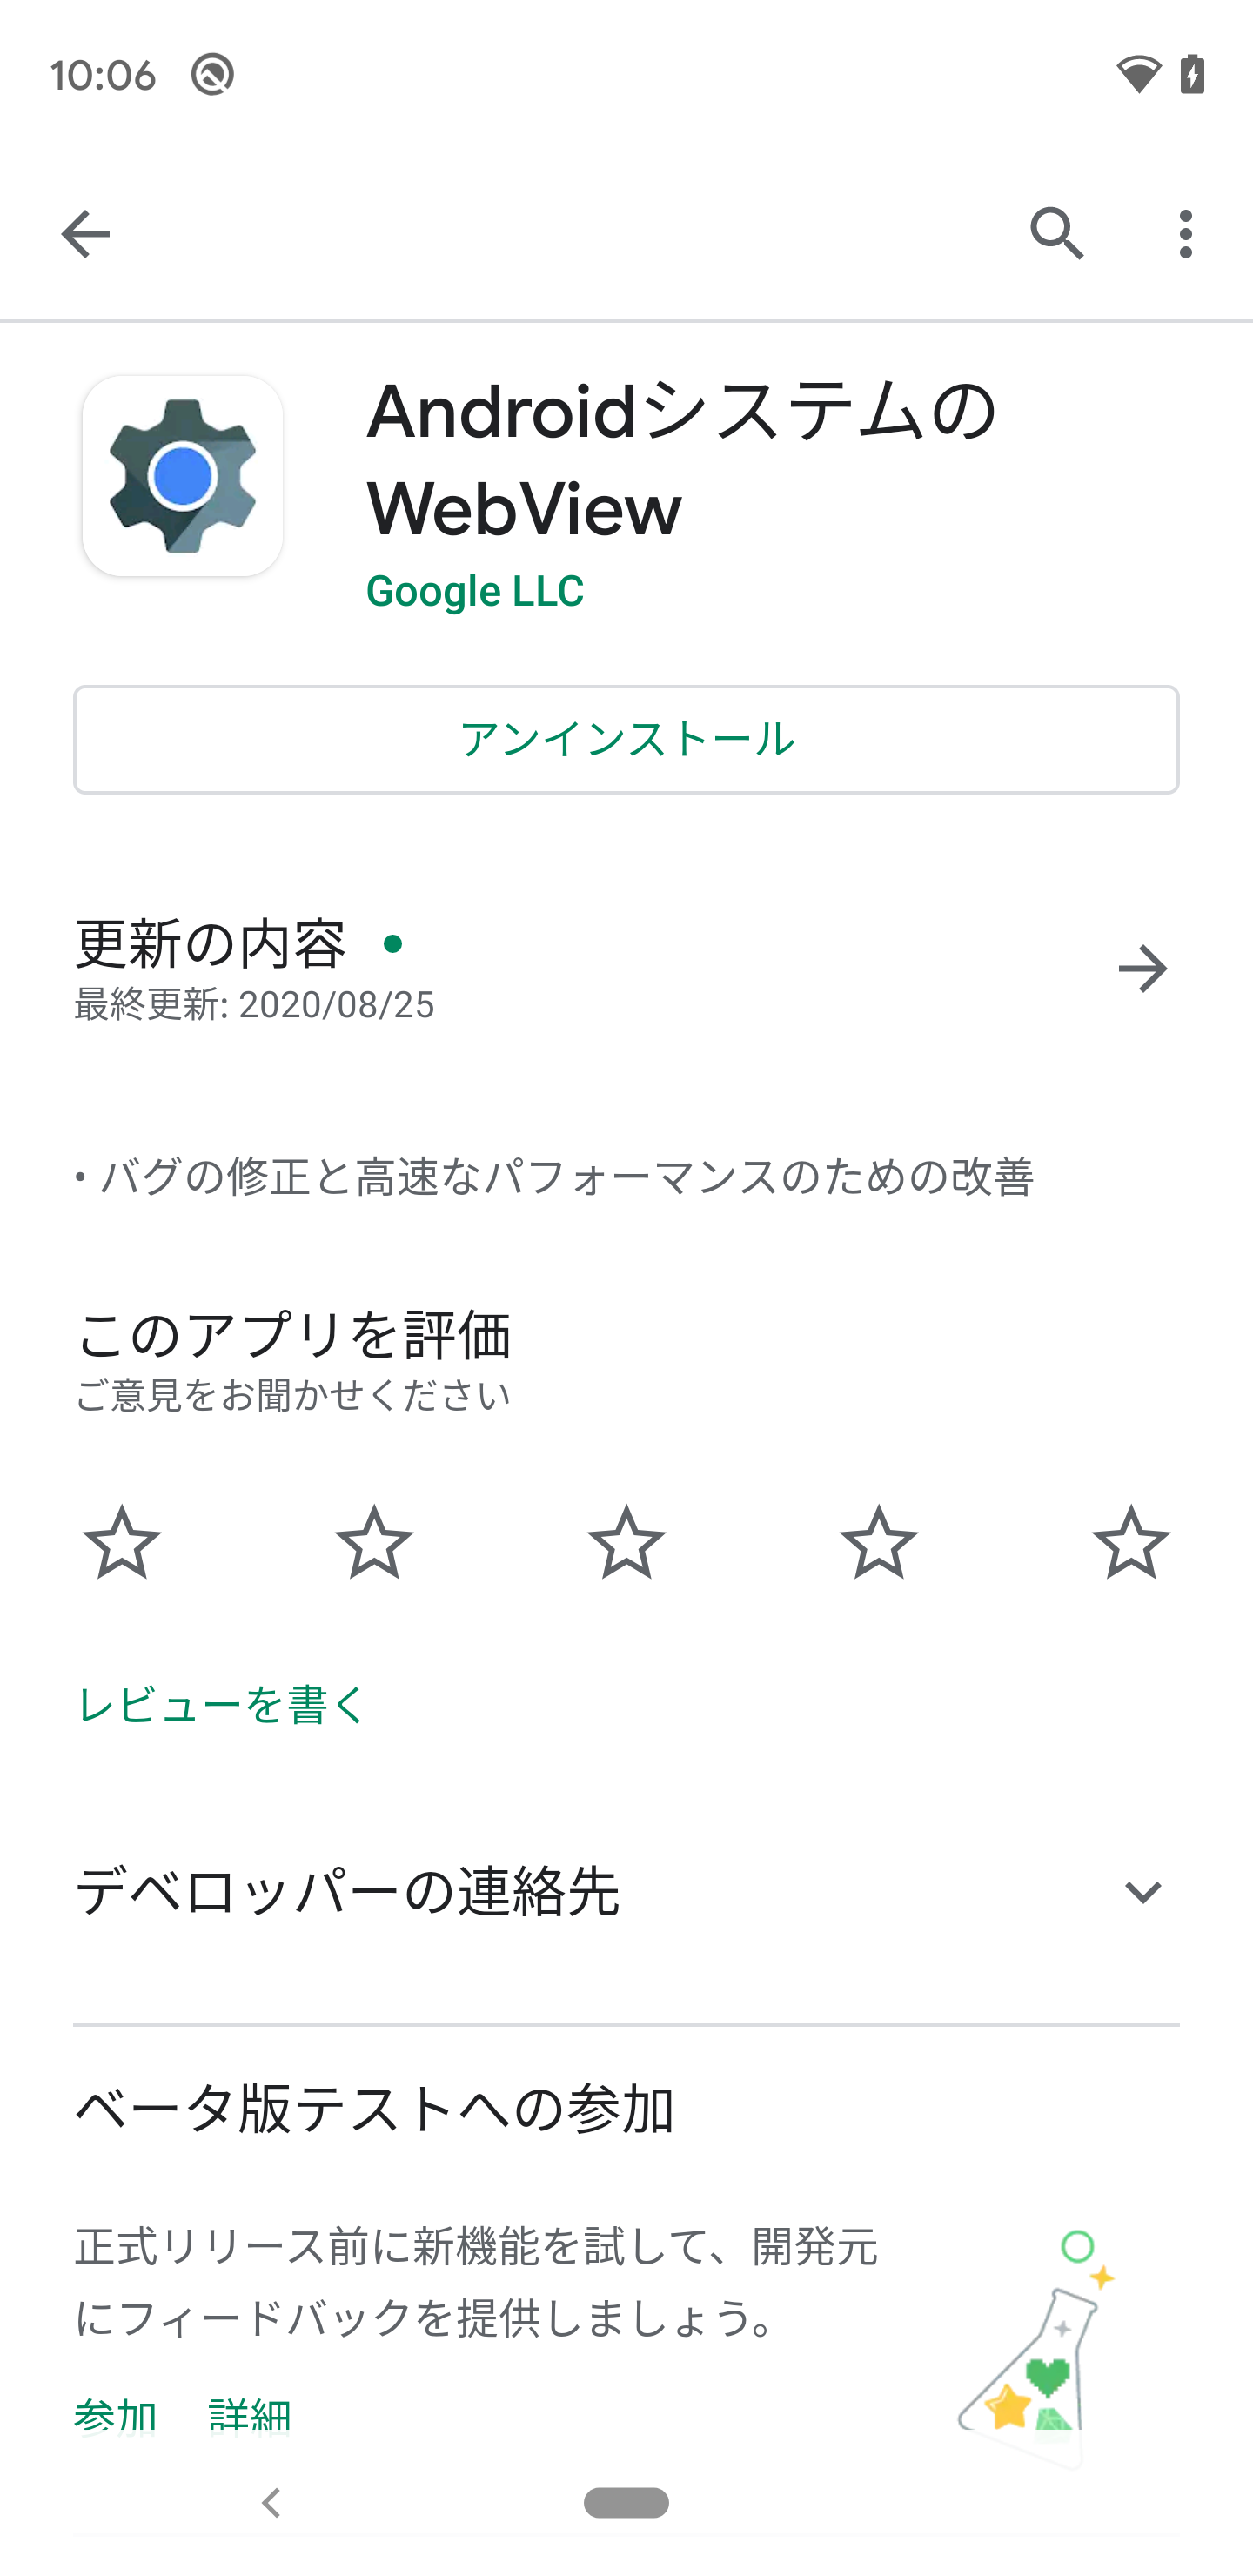 10:06
Androidシステムの
WebView
Google LLC
アンインストール
更新の内容
最終更新: 2020/08/25
• バグの修正と高速なパフォーマンスのための改善
このアプリを評価
ご意見をお聞かせください
レビューを書く
デベロッパーの連絡先
ベータ版テストへの参加
正式リリース前に新機能を試して、開発元
にフィードバックを提供しましょう。
参加 詳細